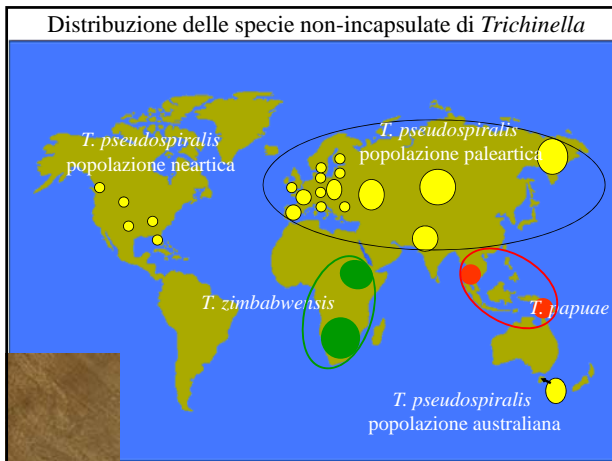 Distribuzione delle specie non-incapsulate di Trichinella
T. pseudospiralis
popolazione neartica
T. pseudospiralis
popolazione paleartica
T. zimbabwensis
T. papuae
T. pseudospiralis
popolazione australiana